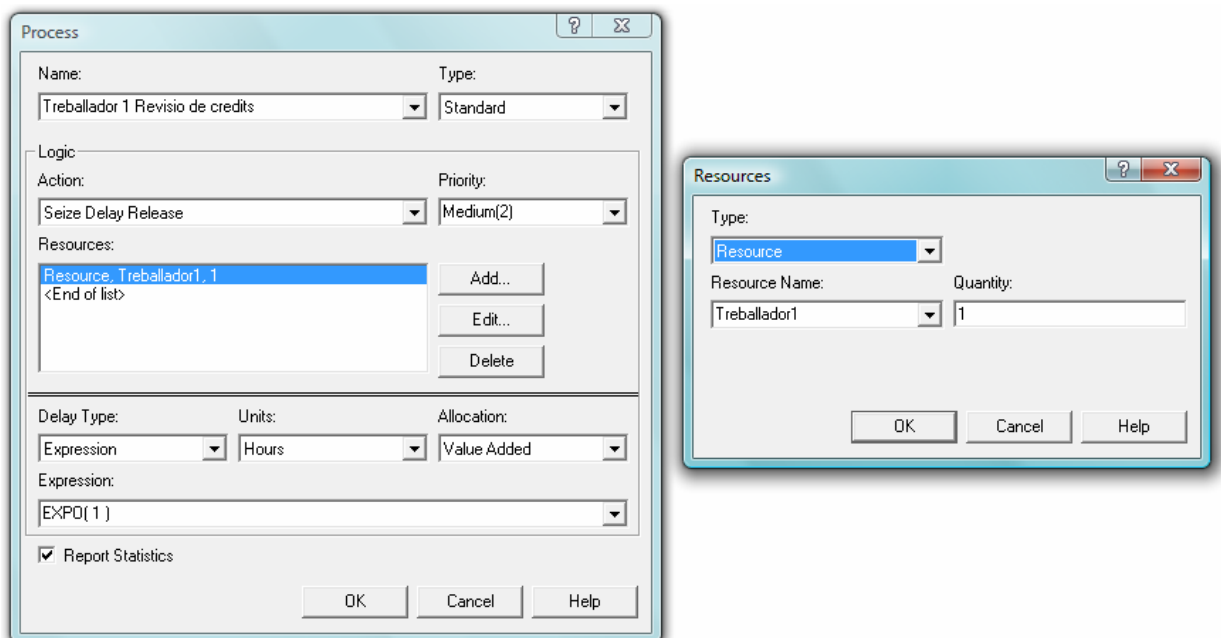 Process
Name:
Type:
Treballador 1 Revisio de credits
Standard
Logic
Action:
Priority:
Seize Delay Release
Medium(2)
Resources:
Resource, Treballador1, 1
<End of list>
Add...
Edit...
Delete
Delay Type:
Units:
Allocation:
Expression
Hours
Value Added
Expression:
EXPO( 1 )
Report Statistics
OK
Cancel
Help
Resources
Type:
Resource
Resource Name:
Quantity:
Treballador1
1
OK
Cancel
Help